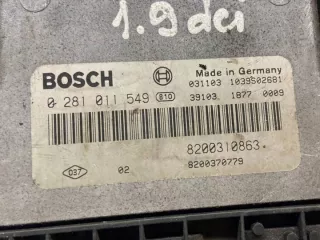 1.9 dci
BOSCH
Made in Germany
031103 1039S02681
0 281 011 549 810 39103 1877 0009
8200310863.
037 02 8200370779